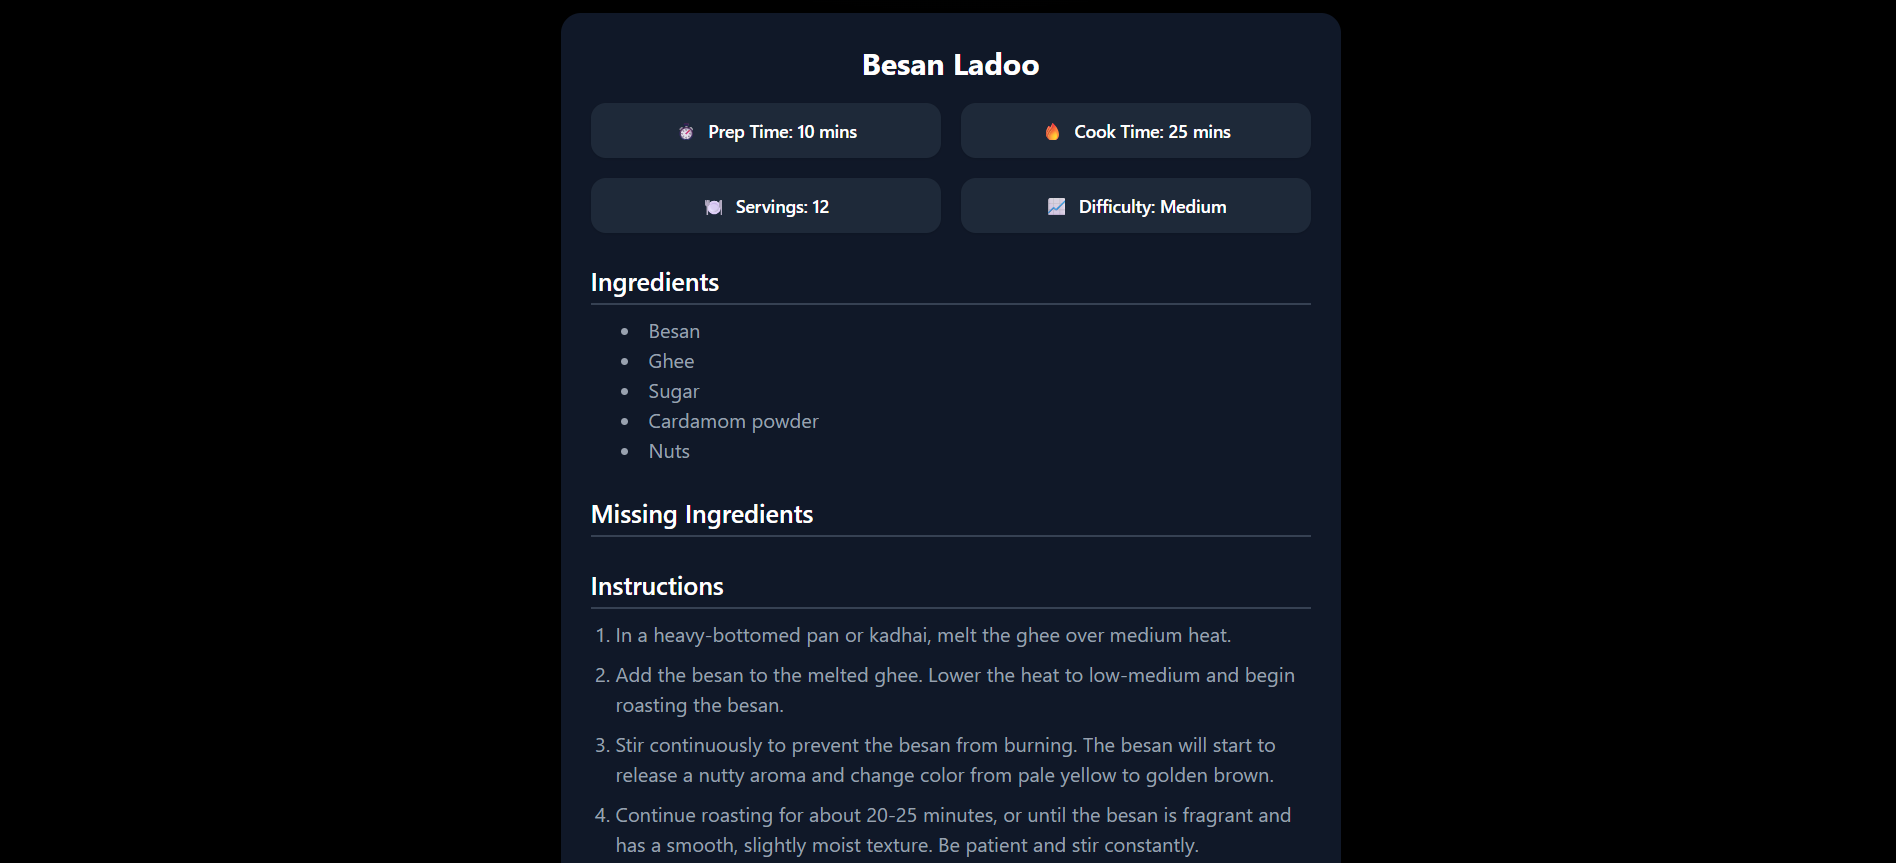 Besan Ladoo
Prep Time: 10 mins
Cook Time: 25 mins
Servings: 12
Difficulty: Medium
Ingredients
• Besan
• Ghee
• Sugar
• Cardamom powder
• Nuts
Missing Ingredients
Instructions
1. In a heavy-bottomed pan or kadhai, melt the ghee over medium heat.
2. Add the besan to the melted ghee. Lower the heat to low-medium and begin
roasting the besan.
3. Stir continuously to prevent the besan from burning. The besan will start to
release a nutty aroma and change color from pale yellow to golden brown.
4. Continue roasting for about 20-25 minutes, or until the besan is fragrant and
has a smooth, slightly moist texture. Be patient and stir constantly.